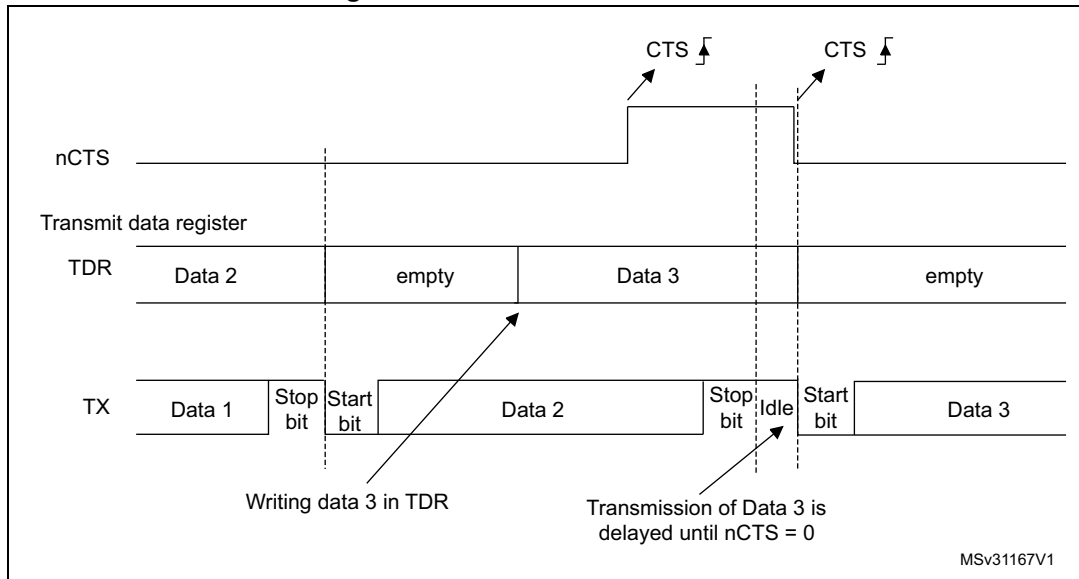 CTS
CTS
nCTS
Transmit data register
TDR
Data 2
empty
Data 3
empty
TX
Data 1
Stop
bit
Start
bit
Data 2
Stop
bit
Idle
Start
bit
Data 3
Writing data 3 in TDR
Transmission of Data 3 is
delayed until nCTS = 0
MSv31167V1